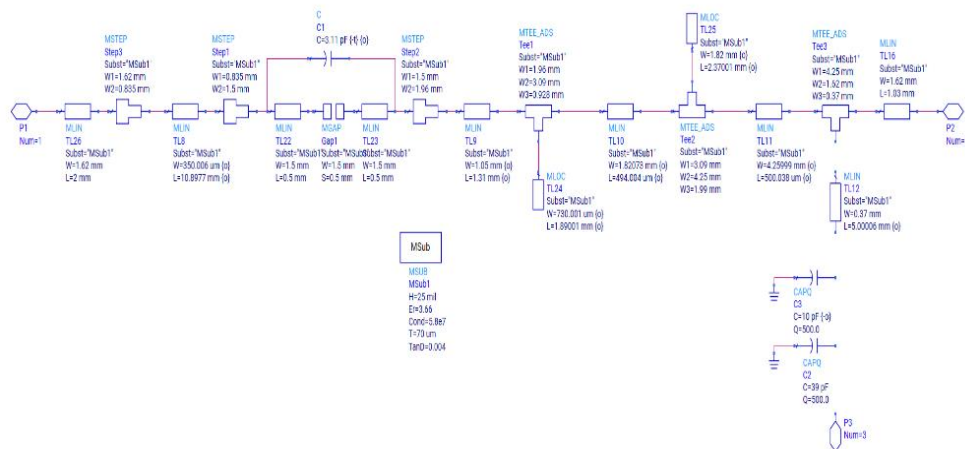 C
C1
C=3.11 pF {-t} {o}
MSTEP
Step3
Subst="MSub1"
W1=1.62 mm
W2=0.835 mm
MSTEP
Step1
Subst="MSub1"
W1=0.835 mm
W2=1.5 mm
MSTEP
Step2
Subst="MSub1"
W1=1.5 mm
W2=1.96 mm
MTEE_ADS
Tee1
Subst="MSub1"
W1=1.96 mm
W2=3.09 mm
W3=0.928 mm
MLOC
TL25
Subst="MSub1"
W=1.82 mm {o}
L=2.37001 mm {o}
MTEE_ADS
Tee3
Subst="MSub1"
W1=4.25 mm
W2=1.62 mm
W3=0.37 mm
MLIN
TL16
Subst="MSub1"
W=1.62 mm
L=1.03 mm
P1
Num=1
MLIN
TL26
Subst="MSub1"
W=1.62 mm
L=2 mm
MLIN
TL8
Subst="MSub1"
W=350.006 um {o}
L=10.8977 mm {o}
MLIN
TL22
Subst="MSub1"
W=1.5 mm
L=0.5 mm
MGAP
Gap1
Subst="MSub1"
W=1.5 mm
S=0.5 mm
MLIN
TL23
Subst="MSub1"
W=1.5 mm
L=0.5 mm
MLIN
TL9
Subst="MSub1"
W=1.05 mm {o}
L=1.31 mm {o}
MLOC
TL24
Subst="MSub1"
W=730.001 um {o}
L=1.89001 mm {o}
MLIN
TL10
Subst="MSub1"
W=1.82073 mm {o}
L=494.004 um {o}
MTEE_ADS
Tee2
Subst="MSub1"
W1=3.09 mm
W2=4.25 mm
W3=1.99 mm
MLIN
TL11
Subst="MSub1"
W=4.25999 mm {o}
L=500.038 um {o}
MLIN
TL12
Subst="MSub1"
W=0.37 mm
L=5.00006 mm {o}
P2
Num=
MSub
MSUB
MSub1
H=25 mil
Er=3.66
Cond=5.8e7
T=70 um
TanD=0.004
CAPQ
C3
C=10 pF {-o}
Q=500.0
CAPQ
C2
C=39 pF
Q=500.0
P3
Num=3